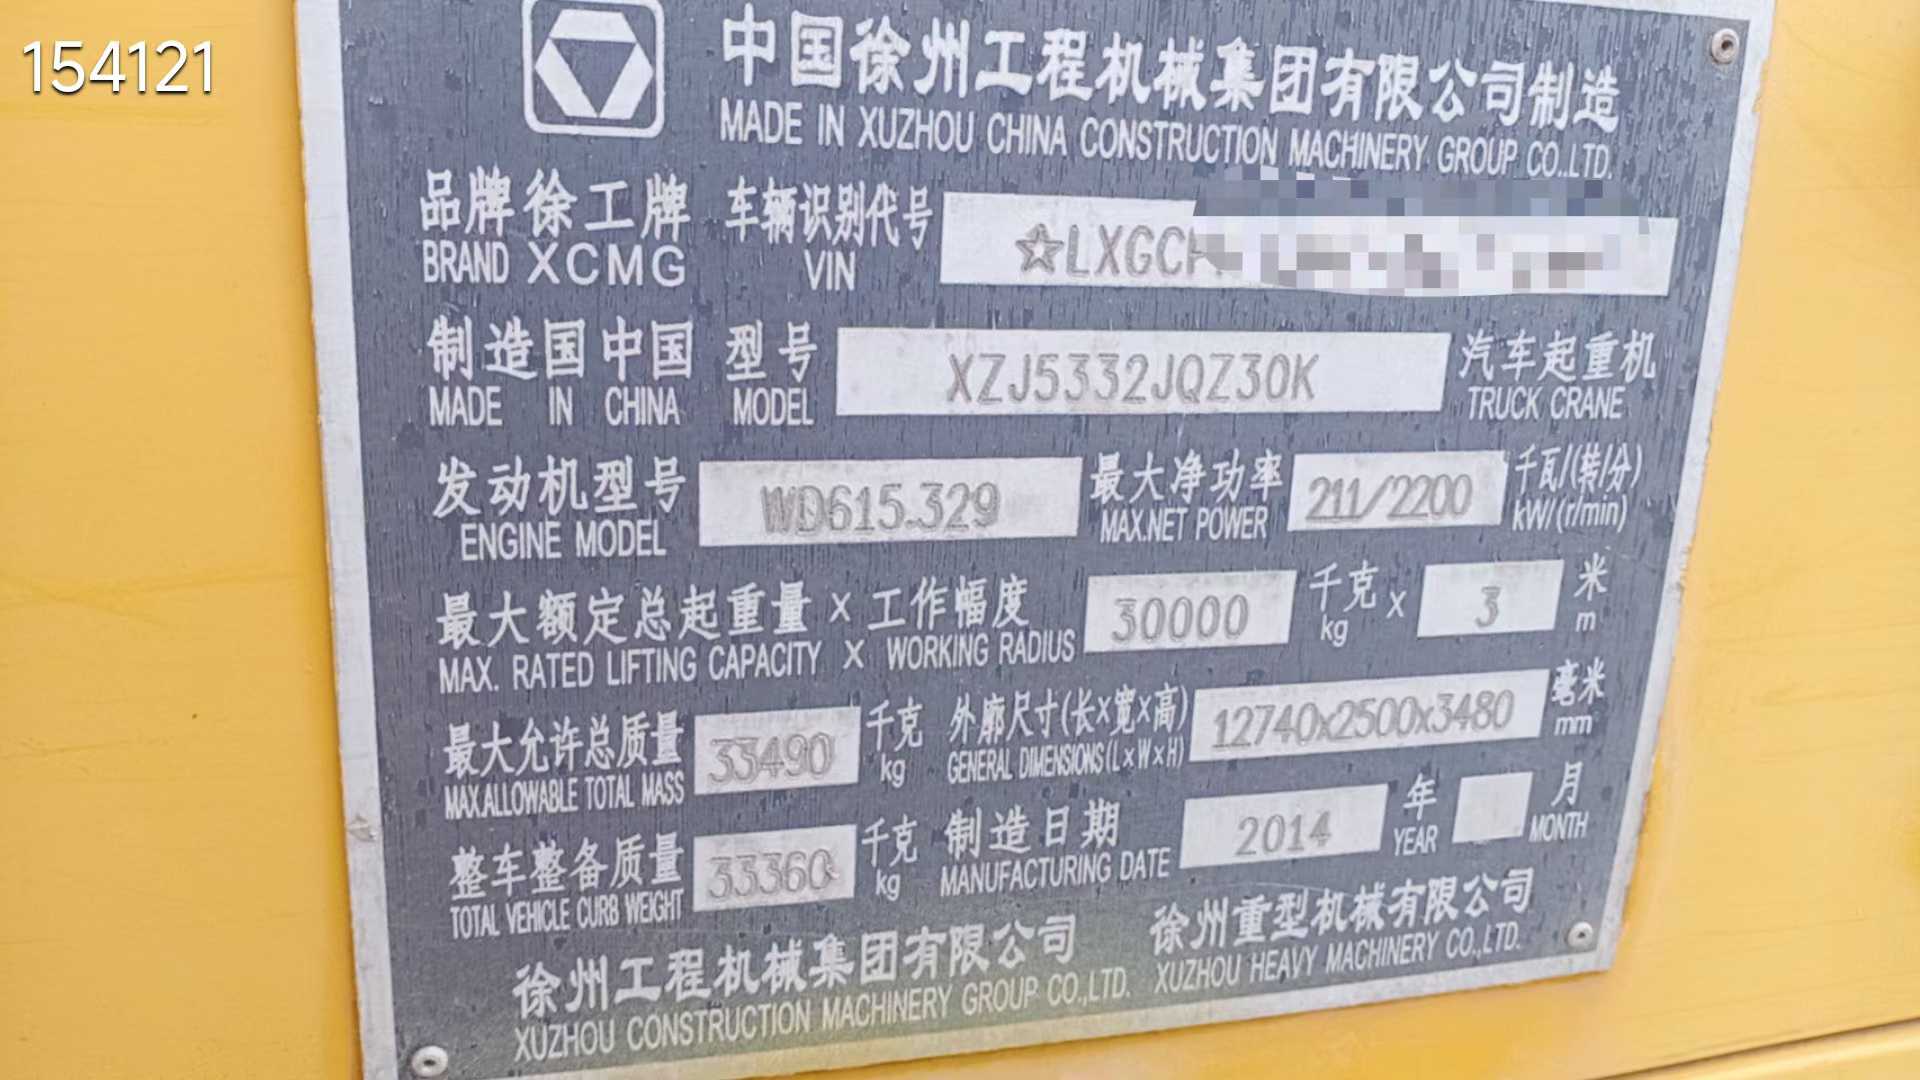 154121
中国徐州工程机械集团有限公司制造
MADE IN XUZHOU CHINA CONSTRUCTION MACHINERY GROUP CO.,LTD.
品牌 徐工牌 车辆识别代号
BRAND XCMG VIN ☆LXGCP
制造国中国 型号 XZJ5332JQZ30K 汽车起重机
MADE IN CHINA MODEL TRUCK CRANE
发动机型号 WD615.329 最大净功率 211/2200 千瓦/(转/分)
ENGINE MODEL MAX.NET POWER kW/(r/min)
最大额定总起重量 × 工作幅度 30000 千克 × 3 米
MAX. RATED LIFTING CAPACITY × WORKING RADIUS kg m
最大允许总质量 33490 千克 外廓尺寸(长×宽×高) 12740x2500x3480 毫米
MAX.ALLOWABLE TOTAL MASS kg GENERAL DIMENSIONS(L×W×H) mm
整车整备质量 33360 千克 制造日期 2014 年 月
TOTAL VEHICLE CURB WEIGHT kg MANUFACTURING DATE YEAR MONTH
徐州工程机械集团有限公司 徐州重型机械有限公司
XUZHOU CONSTRUCTION MACHINERY GROUP CO.,LTD. XUZHOU HEAVY MACHINERY CO.,LTD.